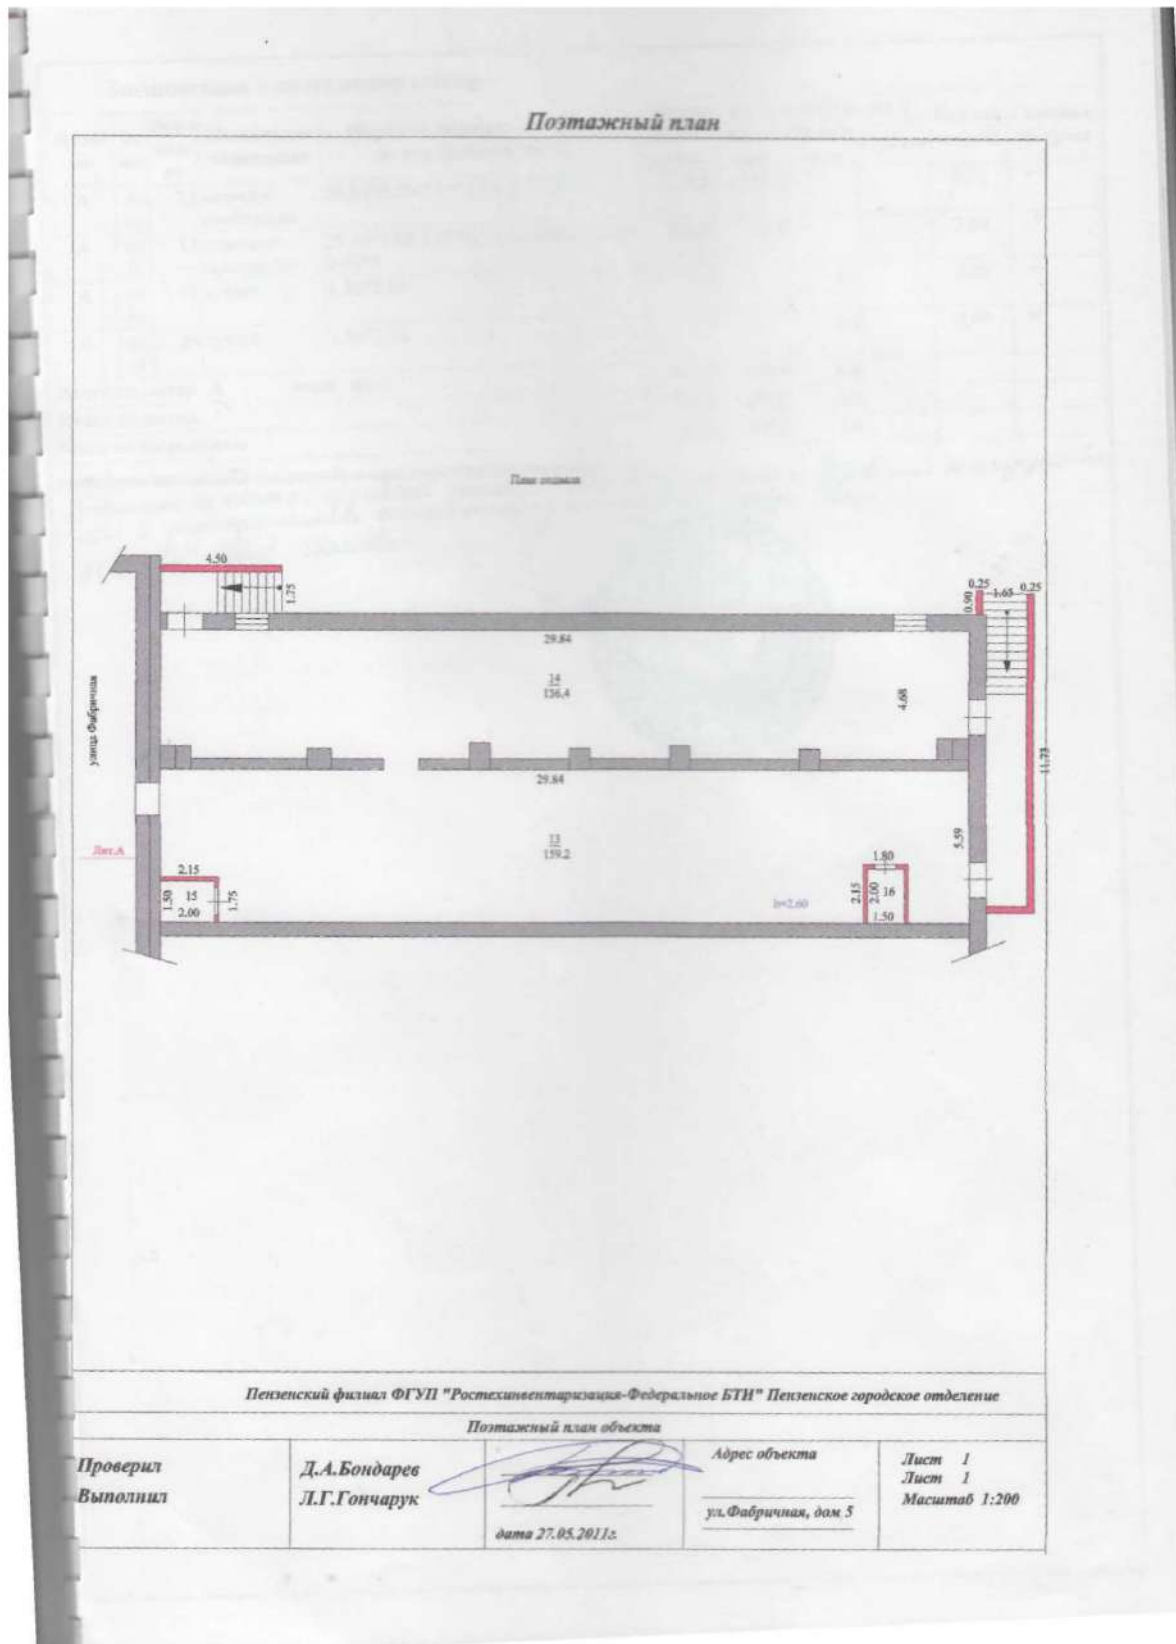 Поэтажный план
План подвала
4.50
1.75
0.25
0.25
1.65
0.90
29.84
14
136.4
4.68
улица Фабричная
11.73
29.84
13
159.2
5.59
Лит.А
2.15
1.50
15
1.75
2.00
1.80
2.15
2.00
16
1.50
h=2.60
Пензенский филиал ФГУП "Ростехинвентаризация-Федеральное БТИ" Пензенское городское отделение
Поэтажный план объекта
Проверил
Д.А.Бондарев
Адрес объекта
Лист 1
Лист 1
Выполнил
Л.Г.Гончарук
Масштаб 1:200
ул.Фабричная, дом 5
дата 27.05.2011г.